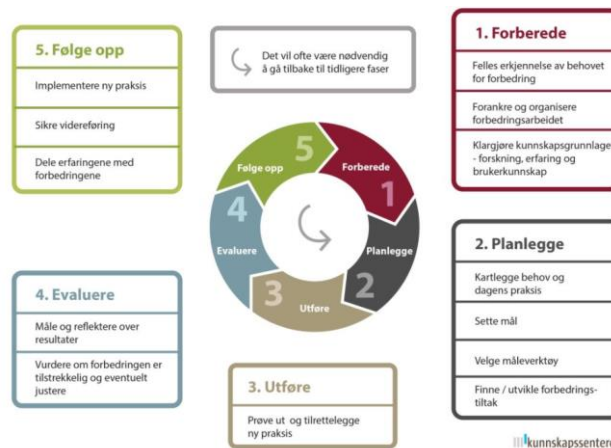 5. Følge opp
Implementere ny praksis
Sikre videreføring
Dele erfaringene med
forbedringene
Det vil ofte være nødvendig
å gå tilbake til tidligere faser
1. Forberede
Felles erkjennelse av behovet
for forbedring
Forankre og organisere
forbedringsarbeidet
Klargjøre kunnskapsgrunnlage
- forskning, erfaring og
brukerkunnskap
5
Følge opp
Forberede
1
4
Evaluere
Planlegge
2
3
Utføre
2. Planlegge
Kartlegge behov og
dagens praksis
Sette mål
Velge måleverktøy
Finne / utvikle forbedrings-
tiltak
4. Evaluere
Måle og reflektere over
resultater
Vurdere om forbedringen er
tilstrekkelig og eventuelt
justere
3. Utføre
Prøve ut og tilrettelegge
ny praksis
kunnskapssenten